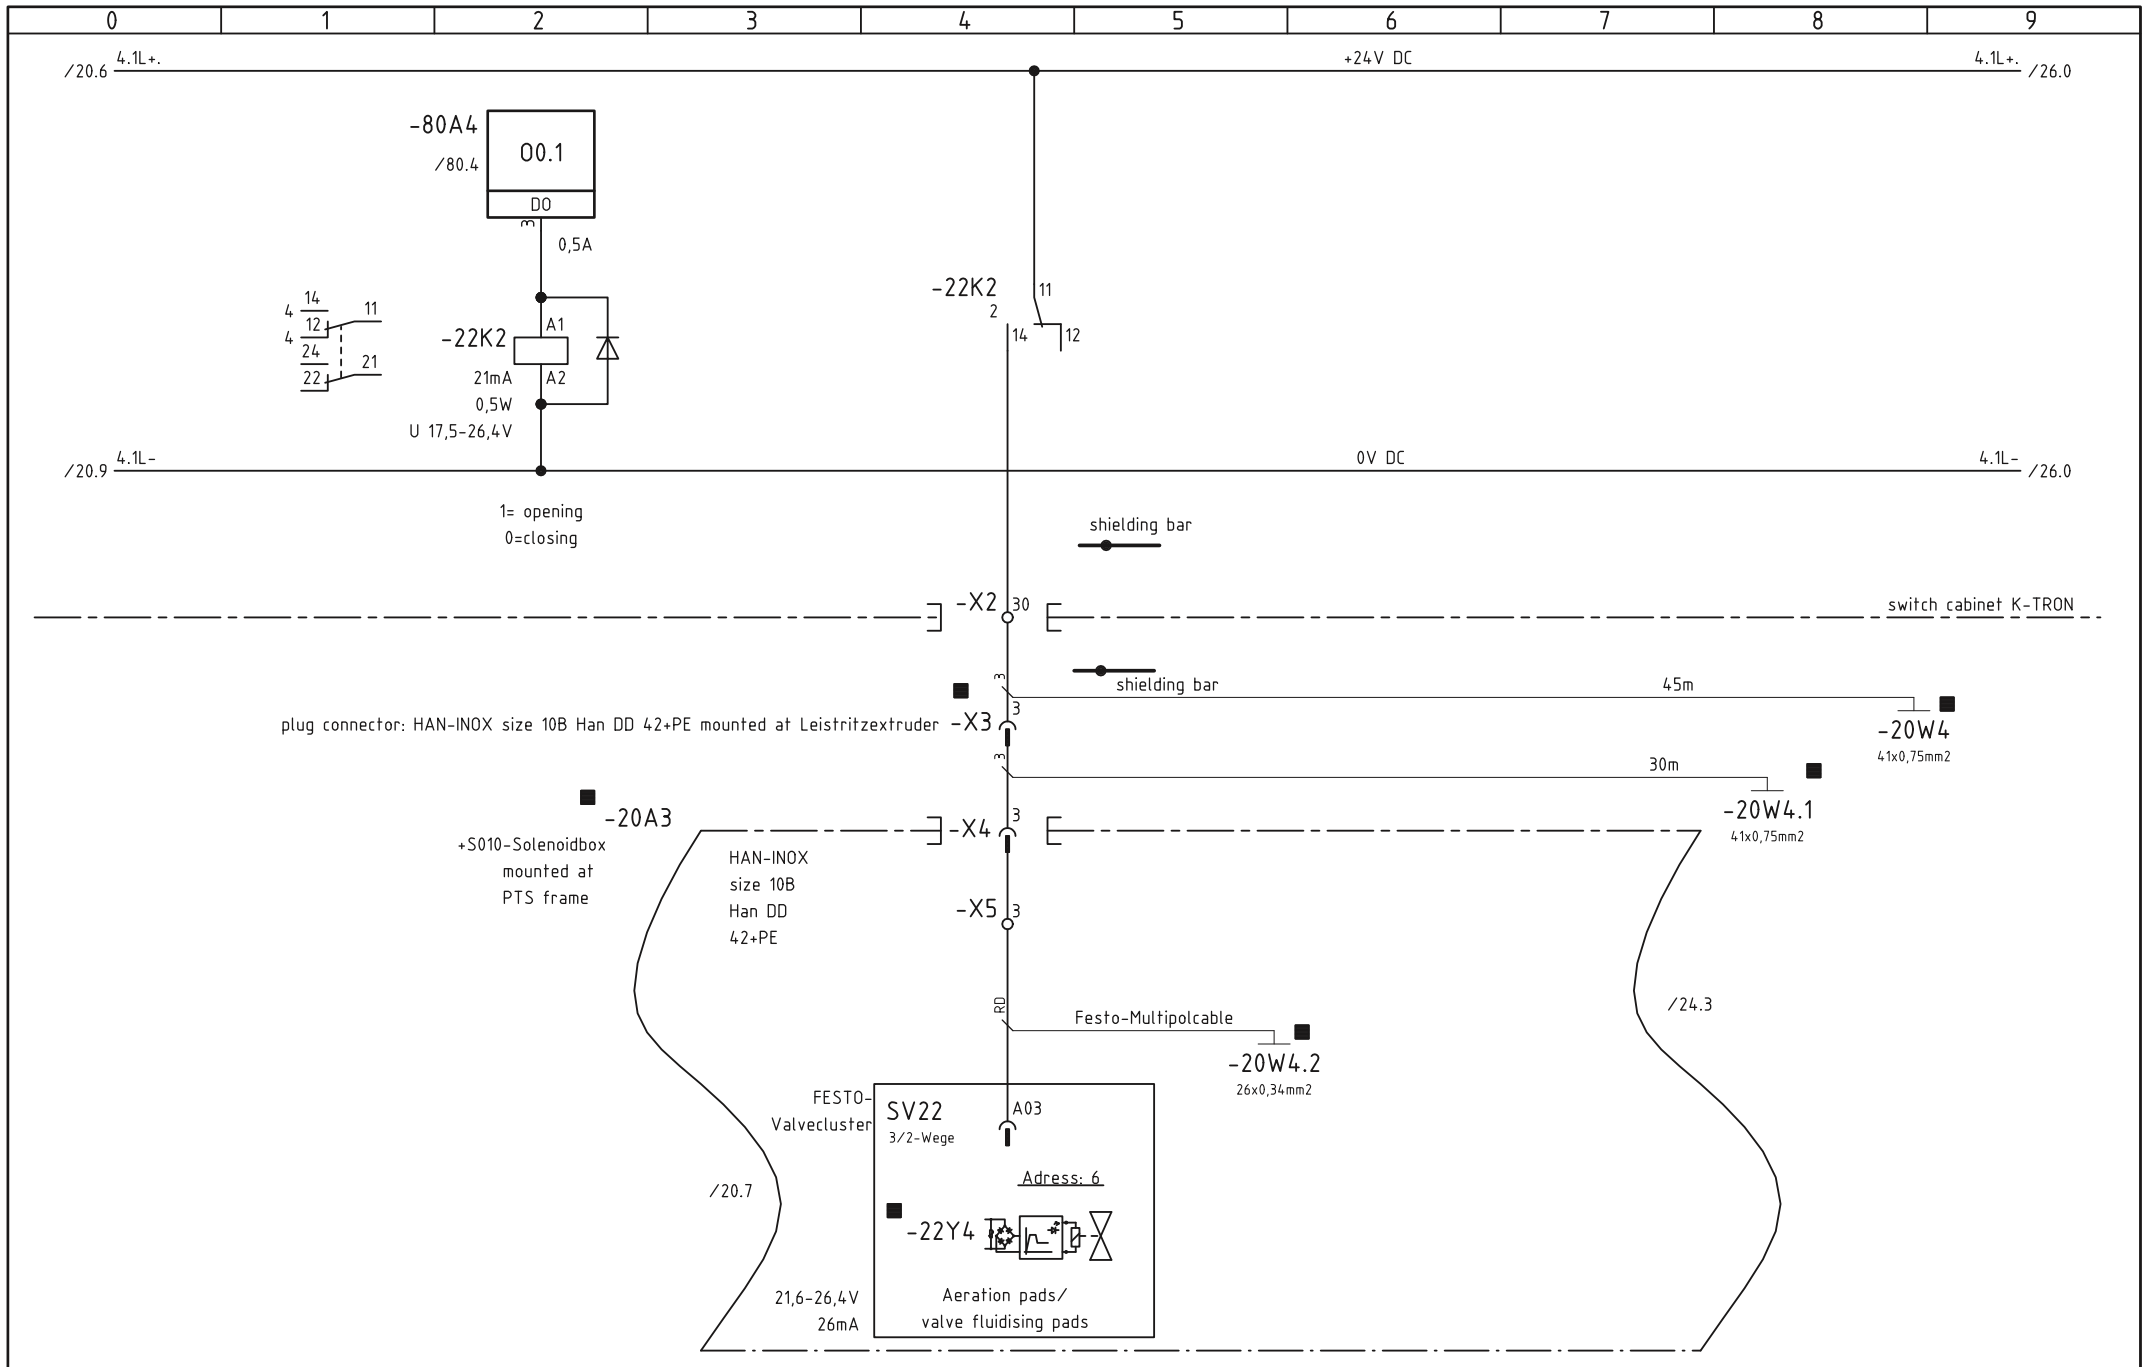 0 1 2 3 4 5 6 7 8 9
4.1L+. +24V DC 4.1L+.
/20.6 /26.0
-80A4
/80.4
O0.1
DO
3
0,5A
14
4
12
4
24
22
11
21
-22K2
A1
A2
21mA
0,5W
U 17,5-26,4V
-22K2
2
11
14 12
4.1L- 0V DC 4.1L-
/20.9 /26.0
1= opening
0=closing
shielding bar
-X2 30
switch cabinet K-TRON
shielding bar
3
45m
-20W4
41x0,75mm2
plug connector: HAN-INOX size 10B Han DD 42+PE mounted at Leistritzextruder -X3 3
3
30m
-20W4.1
41x0,75mm2
-20A3
+S010-Solenoidbox
mounted at
PTS frame
-X4 3
HAN-INOX
size 10B
Han DD
42+PE
-X5 3
/24.3
RD
Festo-Multipolcable
-20W4.2
26x0,34mm2
FESTO-
Valvecluster
SV22
3/2-Wege
A03
Adress: 6
/20.7
-22Y4
21,6-26,4V
26mA
Aeration pads/
valve fluidising pads